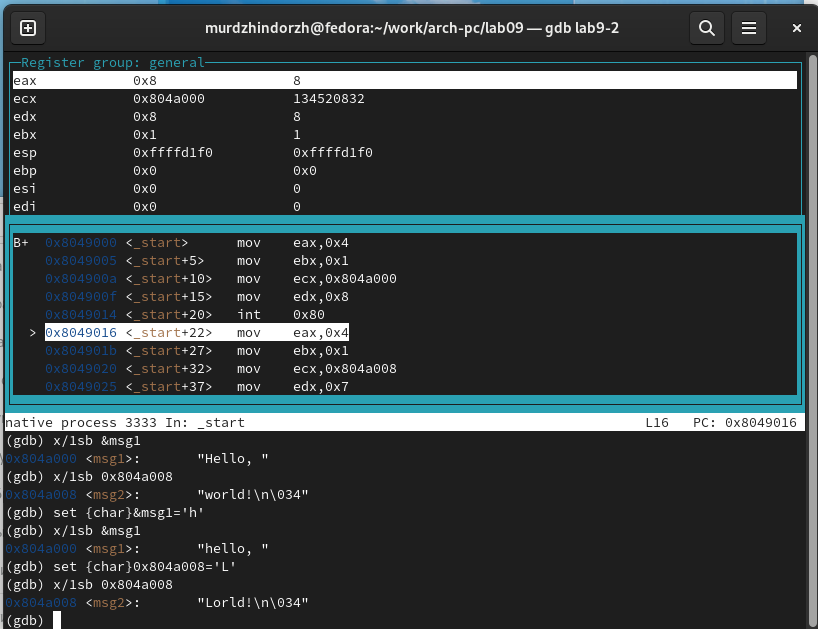 murdzhindorzh@fedora:~/work/arch-pc/lab09 — gdb lab9-2
Register group: general
eax 0x8 8
ecx 0x804a000 134520832
edx 0x8 8
ebx 0x1 1
esp 0xffffd1f0 0xffffd1f0
ebp 0x0 0x0
esi 0x0 0
edi 0x0 0
B+ 0x8049000 <_start> mov eax,0x4
0x8049005 <_start+5> mov ebx,0x1
0x804900a <_start+10> mov ecx,0x804a000
0x804900f <_start+15> mov edx,0x8
0x8049014 <_start+20> int 0x80
> 0x8049016 <_start+22> mov eax,0x4
0x804901b <_start+27> mov ebx,0x1
0x8049020 <_start+32> mov ecx,0x804a008
0x8049025 <_start+37> mov edx,0x7
native process 3333 In: _start L16 PC: 0x8049016
(gdb) x/1sb &msg1
0x804a000 <msg1>: "Hello, "
(gdb) x/1sb 0x804a008
0x804a008 <msg2>: "world!\n\034"
(gdb) set {char}&msg1='h'
(gdb) x/1sb &msg1
0x804a000 <msg1>: "hello, "
(gdb) set {char}0x804a008='L'
(gdb) x/1sb 0x804a008
0x804a008 <msg2>: "Lorld!\n\034"
(gdb)